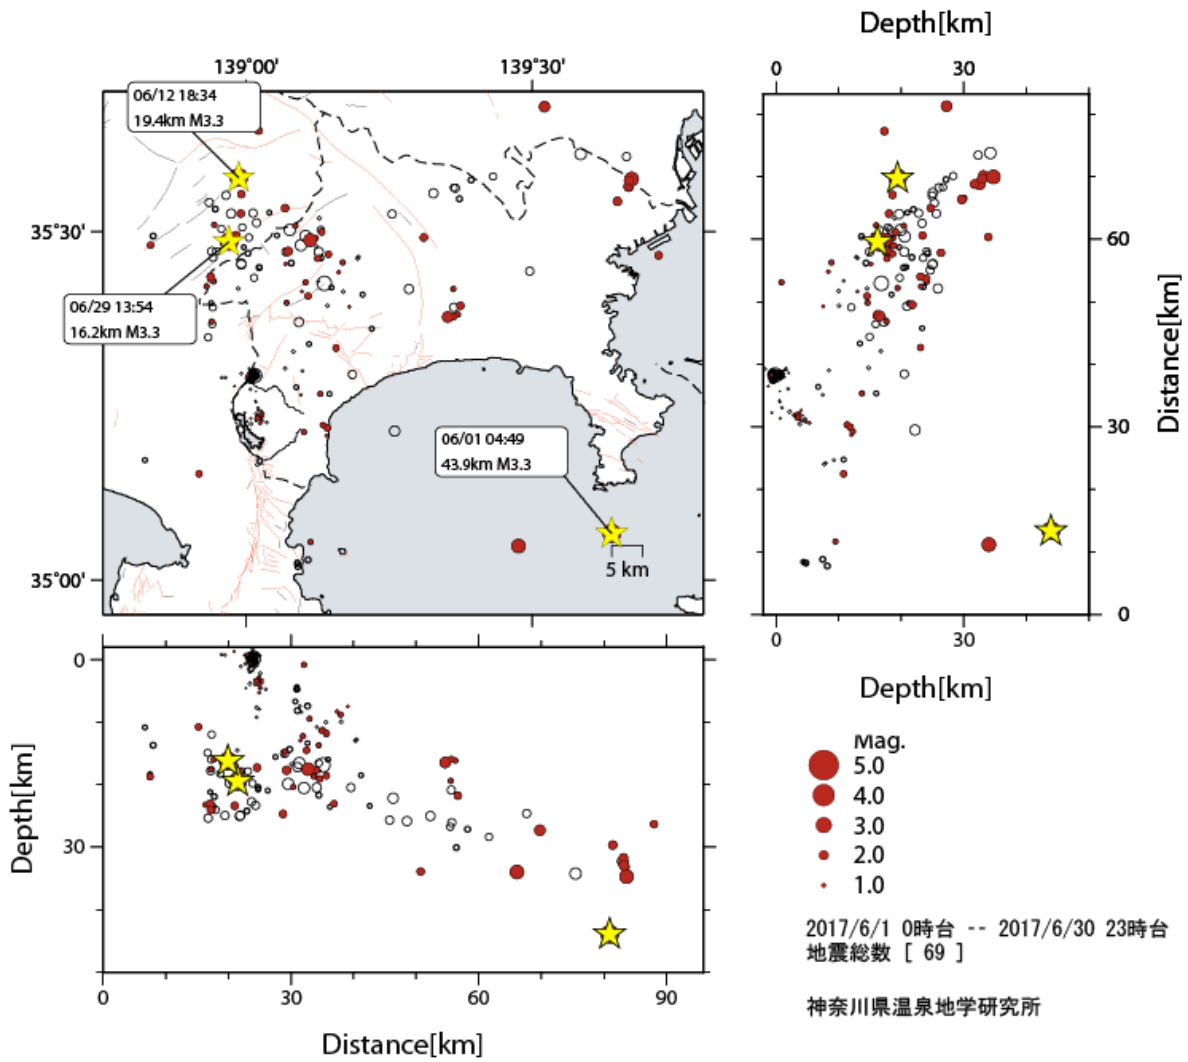 Depth[km]
139°00'
139°30'
0
30
06/12 18:34
19.4km M3.3
35°30'
60
06/29 13:54
16.2km M3.3
Distance[km]
06/01 04:49
43.9km M3.3
30
35°00'
5 km
0
0
30
0
Depth[km]
Mag.
5.0
4.0
3.0
2.0
1.0
Depth[km]
30
2017/6/1 0時台 -- 2017/6/30 23時台
地震総数 [ 69 ]
0
30
60
90
神奈川県温泉地学研究所
Distance[km]